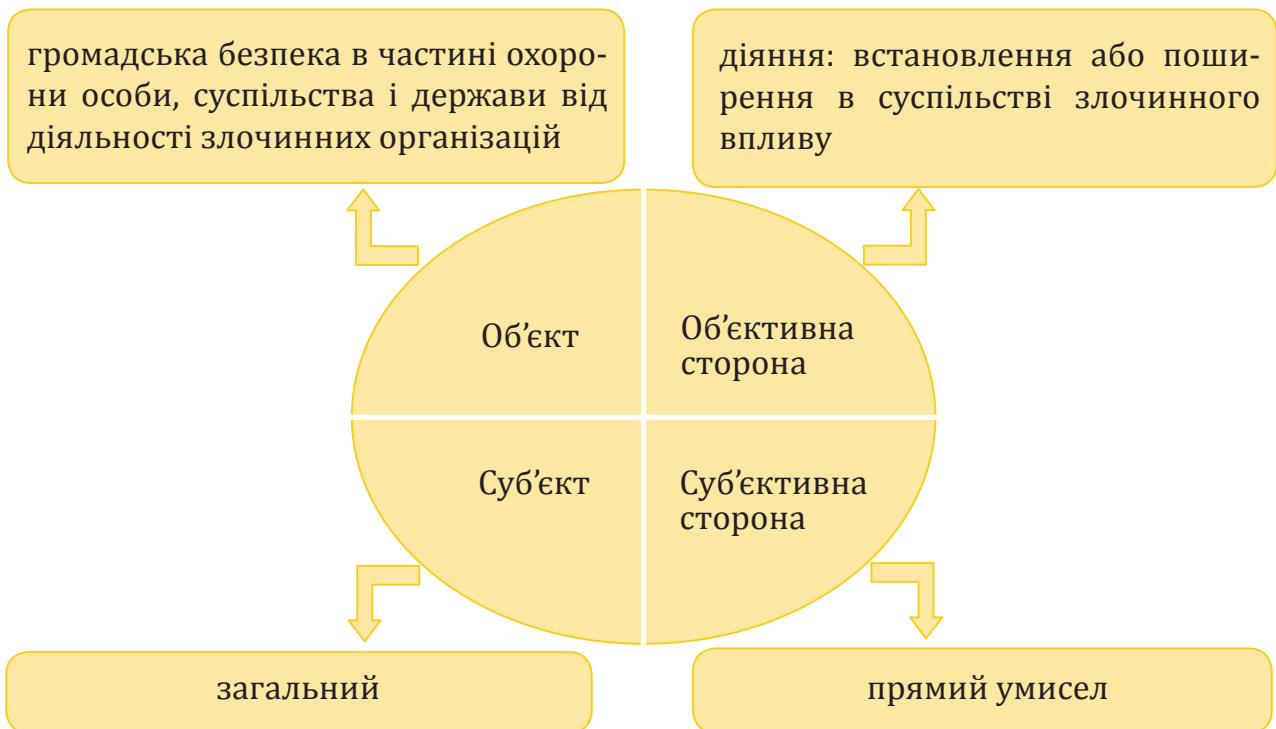 громадська безпека в частині охоро-
ни особи, суспільства і держави від
діяльності злочинних організацій
діяння: встановлення або поши-
рення в суспільстві злочинного
впливу
Об’єкт
Об’єктивна
сторона
Суб’єкт
Суб’єктивна
сторона
загальний
прямий умисел